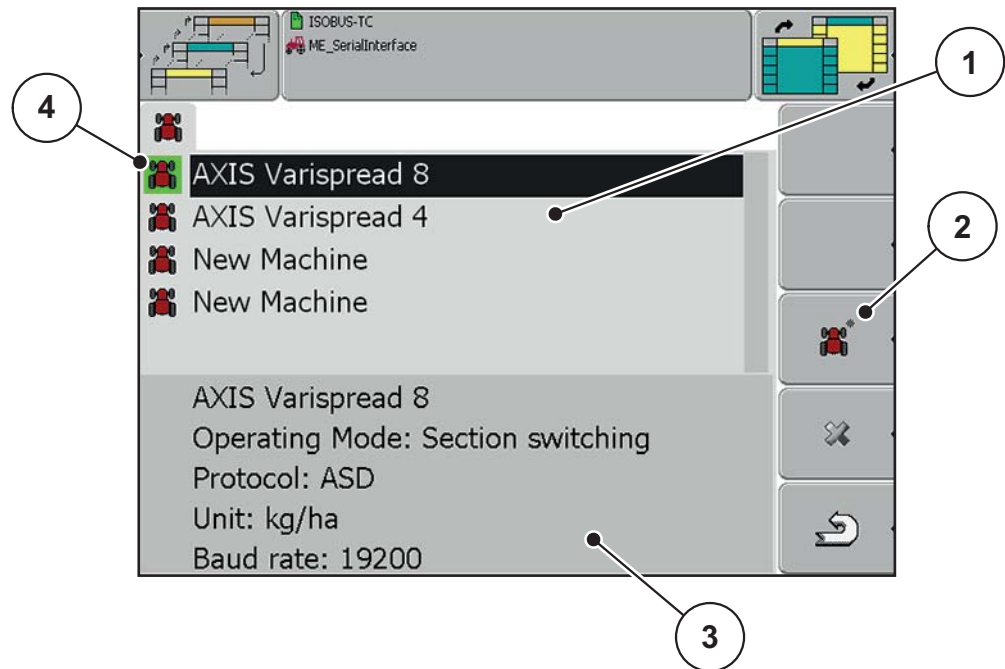 ISOBUS-TC
ME_SerialInterface
1
4
AXIS Varispread 8
AXIS Varispread 4
2
New Machine
New Machine
AXIS Varispread 8
Operating Mode: Section switching
Protocol: ASD
Unit: kg/ha
Baud rate: 19200
3